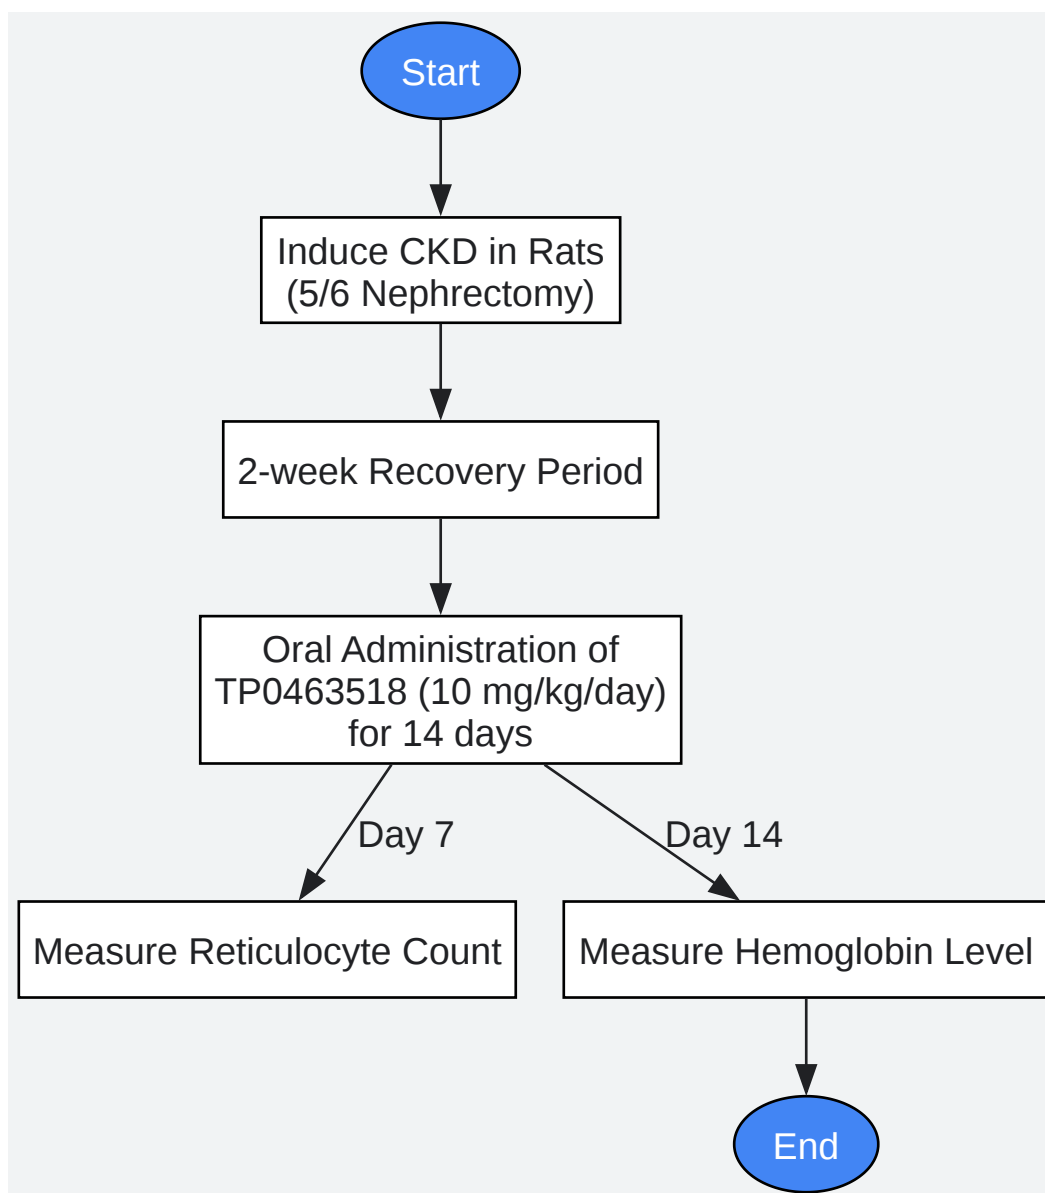 Start
Induce CKD in Rats
(5/6 Nephrectomy)
2-week Recovery Period
Oral Administration of
TP0463518 (10 mg/kg/day)
for 14 days
Day 7
Day 14
Measure Reticulocyte Count
Measure Hemoglobin Level
End